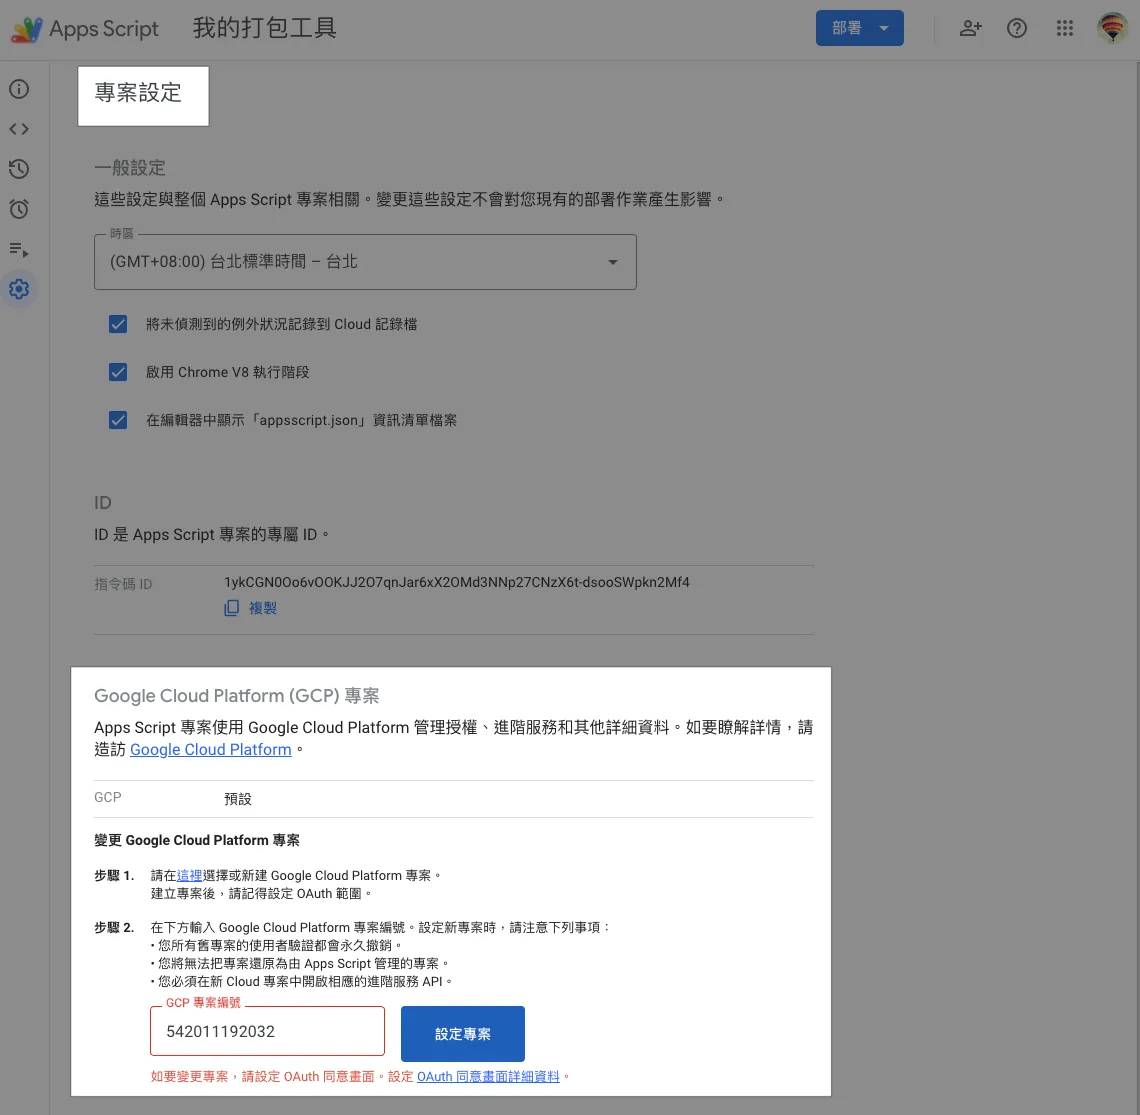 Apps Script 我的打包工具 部署
專案設定
一般設定
這些設定與整個 Apps Script 專案相關。變更這些設定不會對您現有的部署作業產生影響。
時區
(GMT+08:00) 台北標準時間 – 台北
將未偵測到的例外狀況記錄到 Cloud 記錄檔
啟用 Chrome V8 執行階段
在編輯器中顯示「appsscript.json」資訊清單檔案
ID
ID 是 Apps Script 專案的專屬 ID。
指令碼 ID 1ykCGN0Oo6vOOKJJ2O7qnJar6xX2OMd3NNp27CNzX6t-dsooSWpkn2Mf4
複製
Google Cloud Platform (GCP) 專案
Apps Script 專案使用 Google Cloud Platform 管理授權、進階服務和其他詳細資料。如要瞭解詳情，請
造訪 Google Cloud Platform。
GCP 預設
變更 Google Cloud Platform 專案
步驟 1. 請在這裡選擇或新建 Google Cloud Platform 專案。
建立專案後，請記得設定 OAuth 範圍。
步驟 2. 在下方輸入 Google Cloud Platform 專案編號。設定新專案時，請注意下列事項：
• 您所有舊專案的使用者驗證都會永久撤銷。
• 您將無法把專案還原為由 Apps Script 管理的專案。
• 您必須在新 Cloud 專案中開啟相應的進階服務 API。
GCP 專案編號
542011192032 設定專案
如要變更專案，請設定 OAuth 同意畫面。設定 OAuth 同意畫面詳細資料。